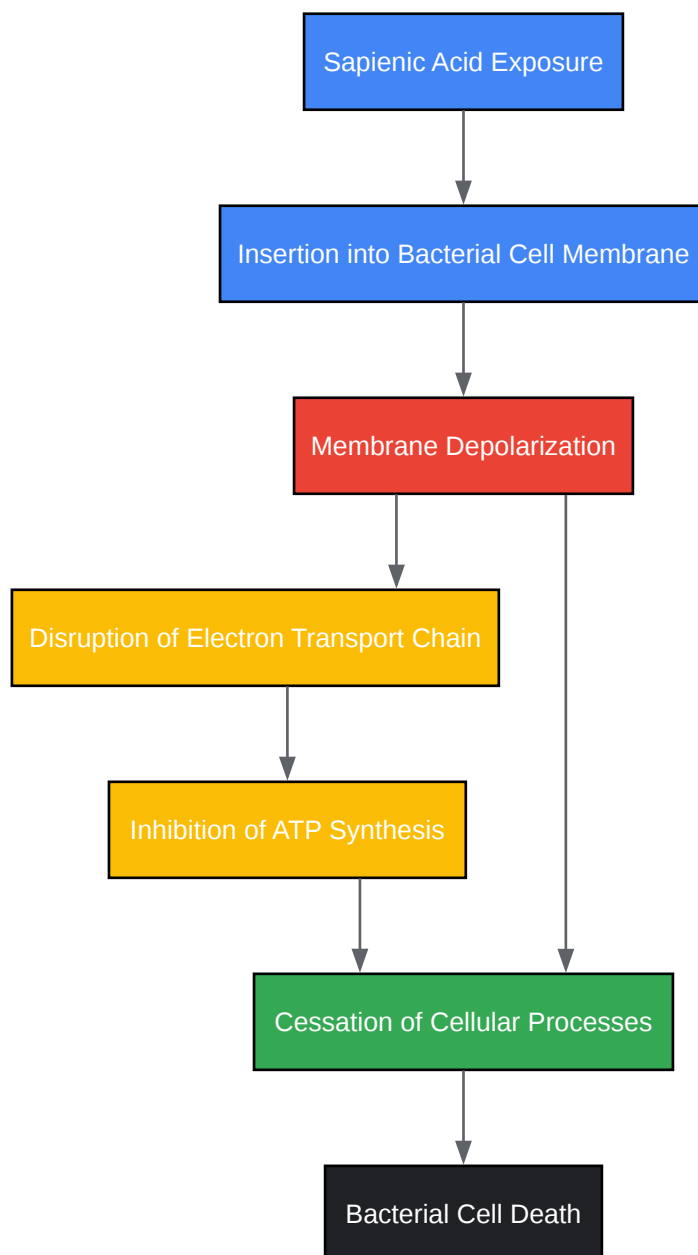 Sapienic Acid Exposure
Insertion into Bacterial Cell Membrane
Membrane Depolarization
Disruption of Electron Transport Chain
Inhibition of ATP Synthesis
Cessation of Cellular Processes
Bacterial Cell Death